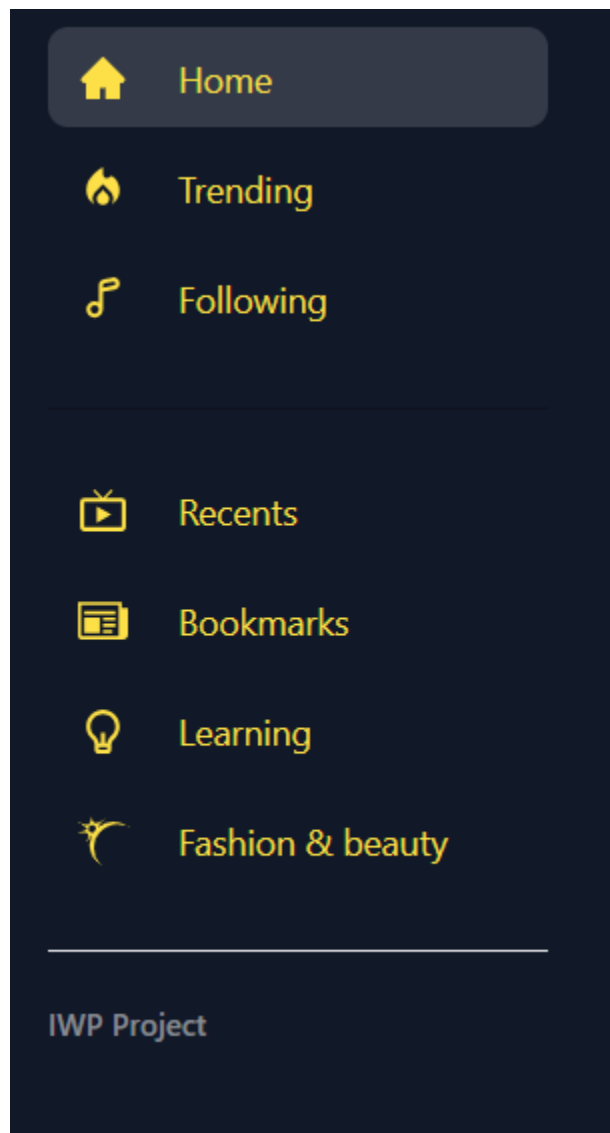 Home
Trending
Following
Recents
Bookmarks
Learning
Fashion & beauty
IWP Project